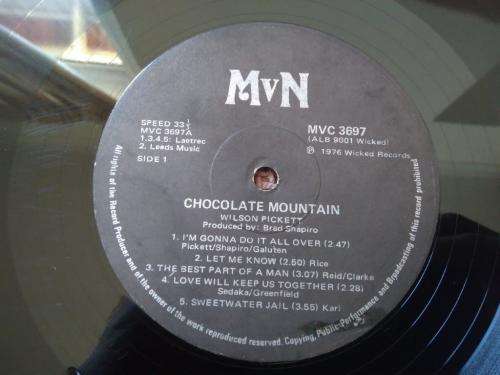 MvN
SPEED 33⅓
MVC 3697A
1.3.4.5: Laetrec
2. Leeds Music
SIDE 1
MVC 3697
(ALB 9001 Wicked)
℗ 1976 Wicked Records
CHOCOLATE MOUNTAIN
WILSON PICKETT
Produced by: Brad Shapiro
1. I'M GONNA DO IT ALL OVER (2.47)
Pickett/Shapiro/Galuten
2. LET ME KNOW (2.50) Rice
3. THE BEST PART OF A MAN (3.07) Reid/Clarke
4. LOVE WILL KEEP US TOGETHER (2.28)
Sedaka/Greenfield
5. SWEETWATER JAIL (3.55) Karl
All rights of the Record Producer and of the owner of the work reproduced reserved. Copying, Public Performance and Broadcasting of this record prohibited